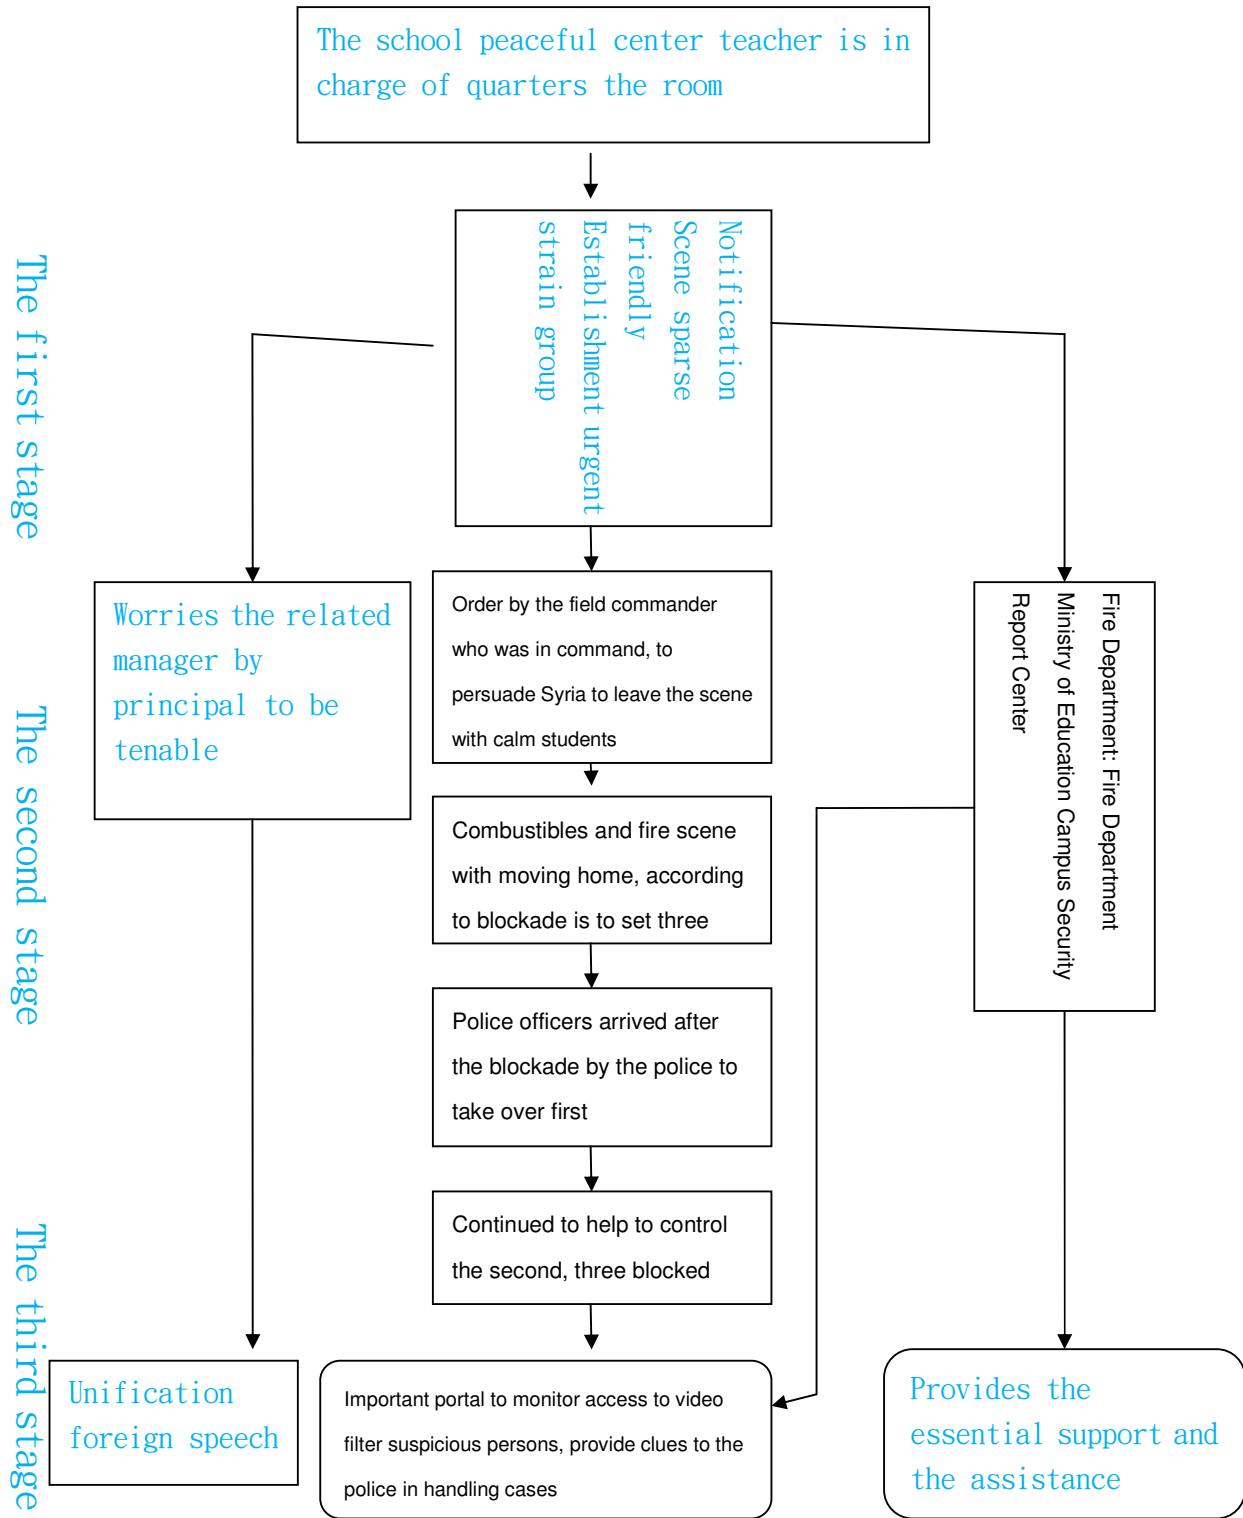 The school peaceful center teacher is in
charge of quarters the room
The first stage
Notification
Scene sparse
friendly
Establishment urgent
strain group
Worries the related
manager by
principal to be
tenable
Order by the field commander
who was in command, to
persuade Syria to leave the scene
with calm students
Fire Department: Fire Department
Ministry of Education Campus Security
Report Center
The second stage
Combustibles and fire scene
with moving home, according
to blockade is to set three
Police officers arrived after
the blockade by the police to
take over first
Continued to help to control
the second, three blocked
The third stage
Unification
foreign speech
Important portal to monitor access to video
filter suspicious persons, provide clues to the
police in handling cases
Provides the
essential support and
the assistance